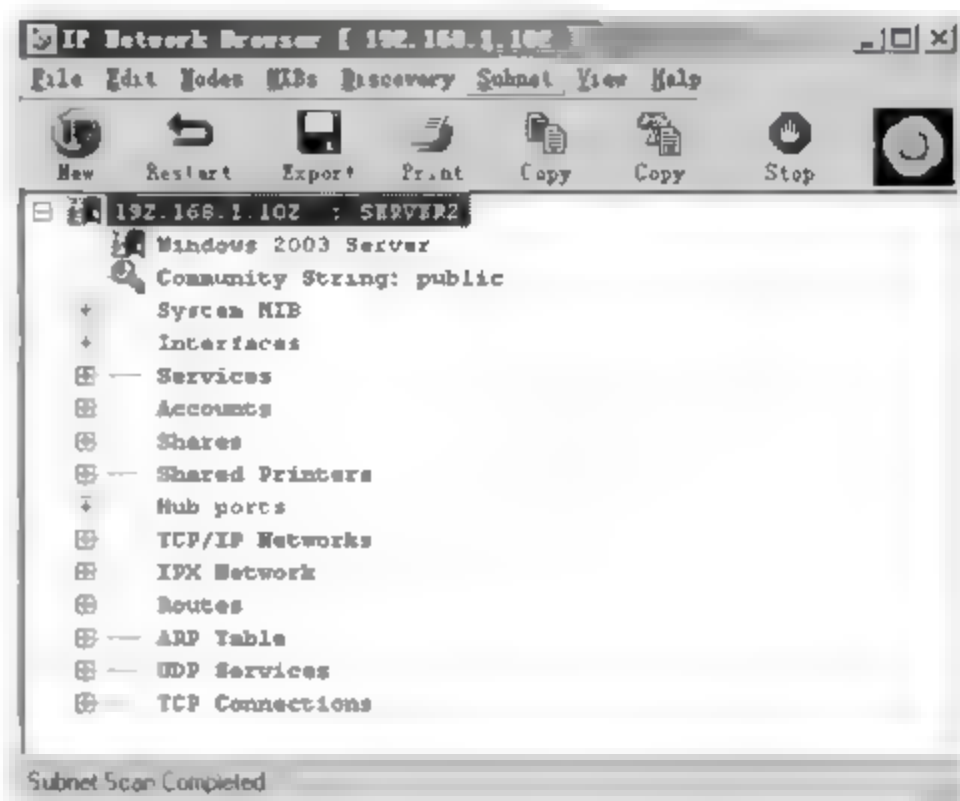 IP Network Browser [ 192.168.1.102 ]
File Edit Nodes MIBs Discovery Subnet View Help
New Restart Export Print Copy Copy Stop
192.168.1.102 : SERVER2
Windows 2003 Server
Community String: public
System MIB
Interfaces
Services
Accounts
Shares
Shared Printers
Hub ports
TCP/IP Networks
IPX Network
Routes
ARP Table
UDP Services
TCP Connections
Subnet Scan Completed